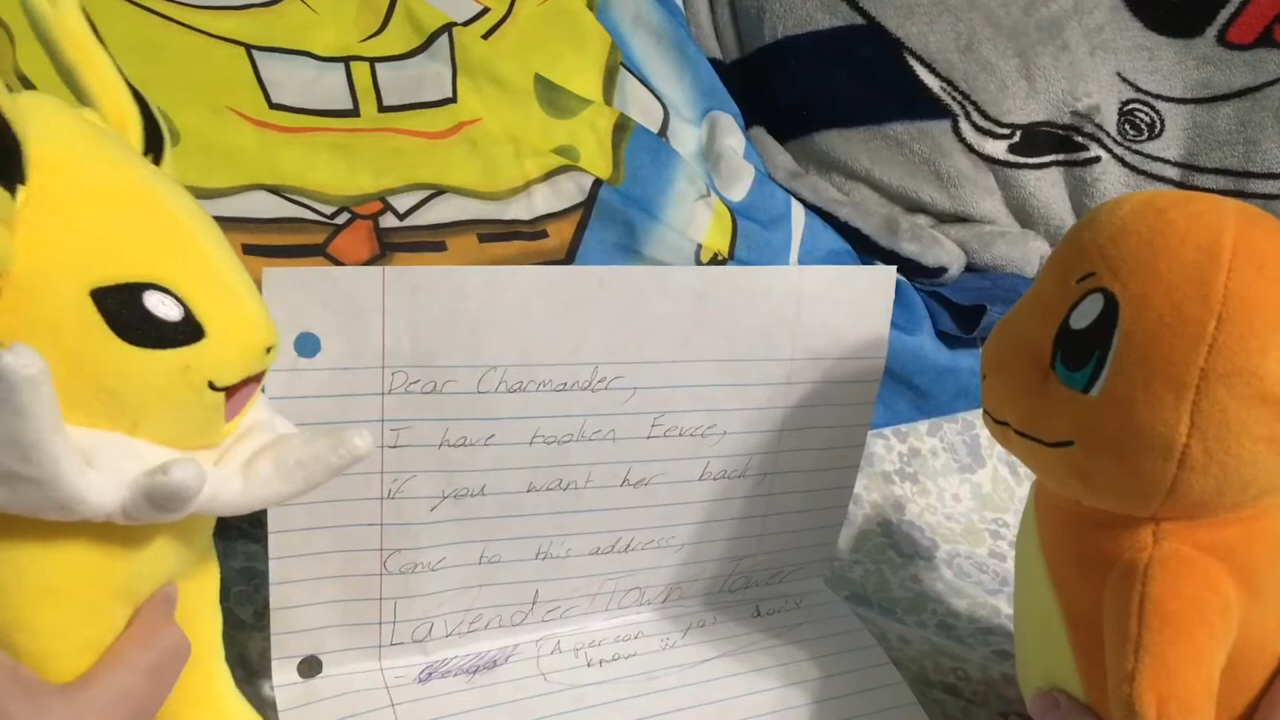 Dear Charmander,
I have tooken Eevee,
if you want her back,
Come to this address,
Lavender Town Tower
- (A person you don't
know